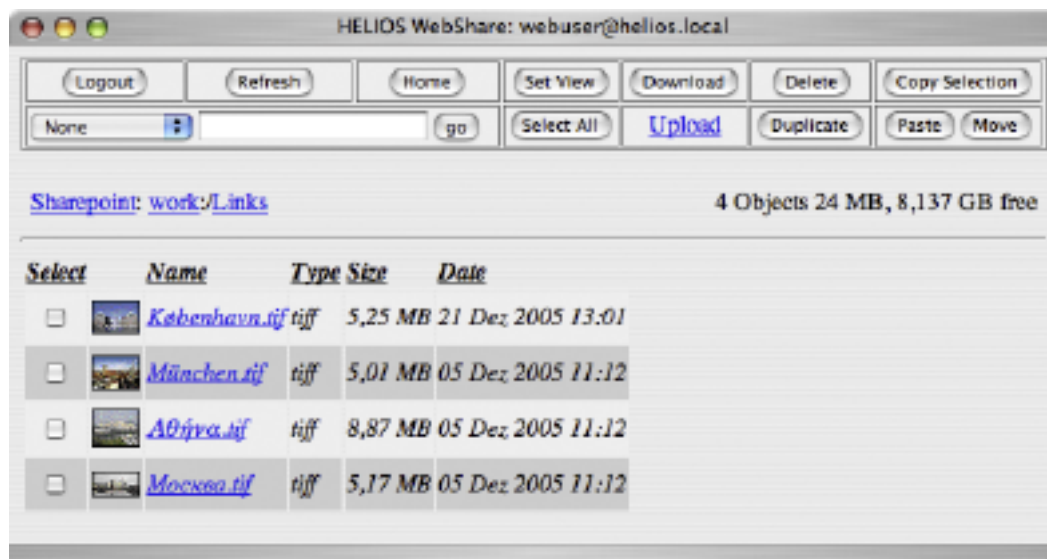 HELIOS WebShare: webuser@helios.local
Logout Refresh Home Set View Download Delete Copy Selection
None go Select All Upload Duplicate Paste Move
Sharepoint: work:/Links 4 Objects 24 MB, 8,137 GB free
Select Name Type Size Date
København.tif tiff 5,25 MB 21 Dez 2005 13:01
München.tif tiff 5,01 MB 05 Dez 2005 11:12
Αθήνα.tif tiff 8,87 MB 05 Dez 2005 11:12
Москва.tif tiff 5,17 MB 05 Dez 2005 11:12